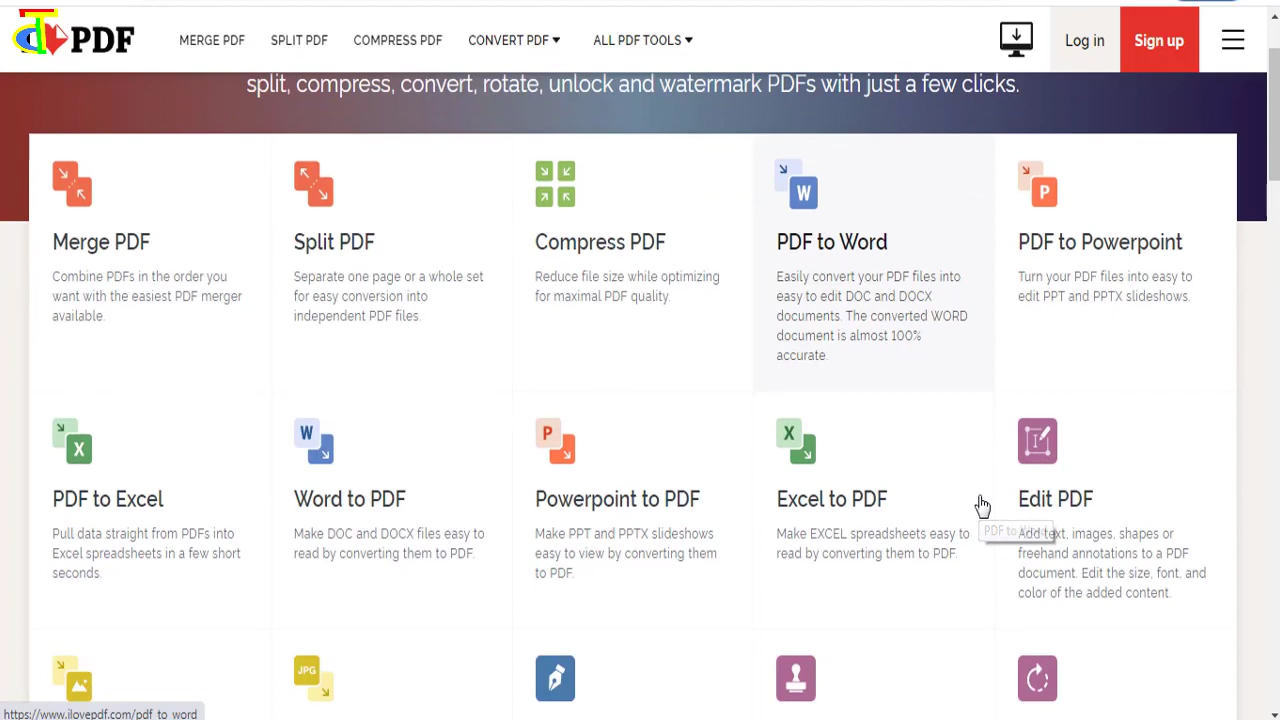 PDF
MERGE PDF
SPLIT PDF
COMPRESS PDF
CONVERT PDF
ALL PDF TOOLS
Log in
Sign up
split, compress, convert, rotate, unlock and watermark PDFs with just a few clicks.
Merge PDF
Combine PDFs in the order you
want with the easiest PDF merger
available.
Split PDF
Separate one page or a whole set
for easy conversion into
independent PDF files.
Compress PDF
Reduce file size while optimizing
for maximal PDF quality.
W
PDF to Word
Easily convert your PDF files into
easy to edit DOC and DOCX
documents. The converted WORD
document is almost 100%
accurate.
P
PDF to Powerpoint
Turn your PDF files into easy to
edit PPT and PPTX slideshows.
X
PDF to Excel
Pull data straight from PDFs into
Excel spreadsheets in a few short
seconds.
W
Word to PDF
Make DOC and DOCX files easy to
read by converting them to PDF.
P
Powerpoint to PDF
Make PPT and PPTX slideshows
easy to view by converting them
to PDF.
X
Excel to PDF
Make EXCEL spreadsheets easy to
read by converting them to PDF.
Edit PDF
PDF to Word
Add text, images, shapes or
freehand annotations to a PDF
document. Edit the size, font, and
color of the added content.
JPG
https://www.ilovepdf.com/pdf_to_word